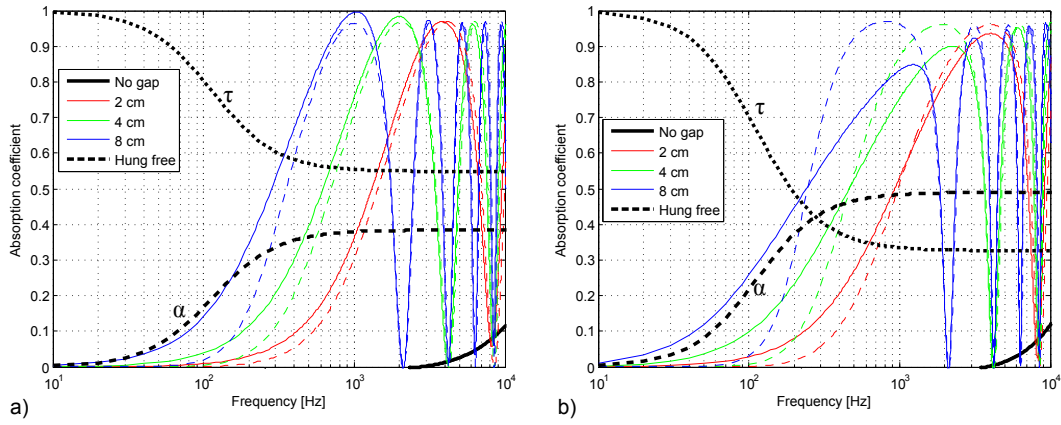 1
0.9
0.8
0.7
0.6
0.5
0.4
0.3
0.2
0.1
0
Absorption coefficient
No gap
2 cm
4 cm
8 cm
Hung free
τ
α
10^1
10^2
10^3
10^4
Frequency [Hz]
a)
1
0.9
0.8
0.7
0.6
0.5
0.4
0.3
0.2
0.1
0
Absorption coefficient
No gap
2 cm
4 cm
8 cm
Hung free
τ
α
10^1
10^2
10^3
10^4
Frequency [Hz]
b)